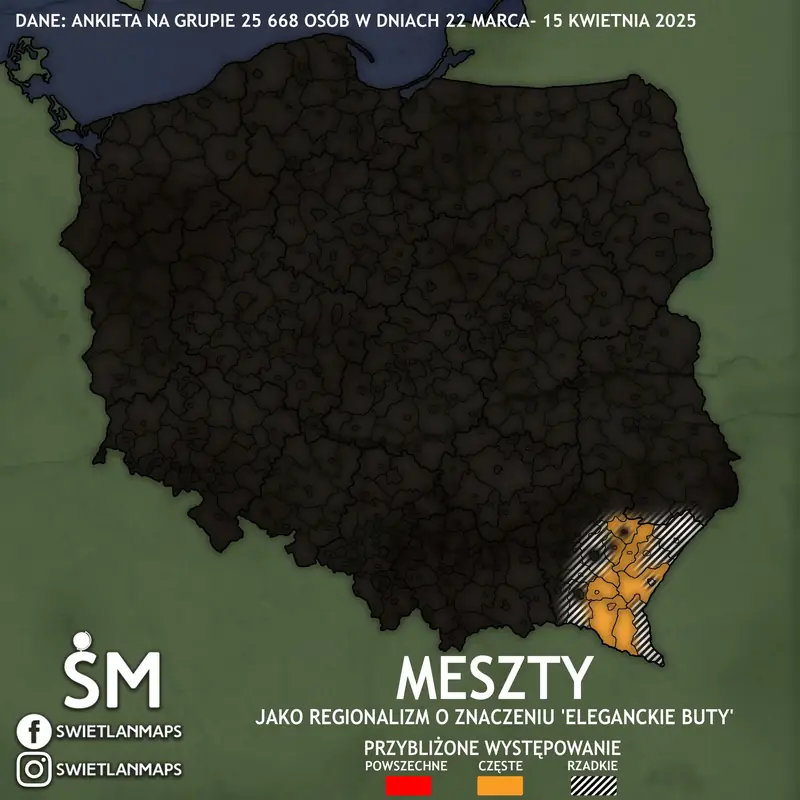 DANE: ANKIETA NA GRUPIE 25 668 OSÓB W DNIACH 22 MARCA- 15 KWIETNIA 2025
ŚM
SWIETLANMAPS
SWIETLANMAPS
MESZTY
JAKO REGIONALIZM O ZNACZENIU 'ELEGANCKIE BUTY'
PRZYBLIŻONE WYSTĘPOWANIE
POWSZECHNE CZĘSTE RZADKIE